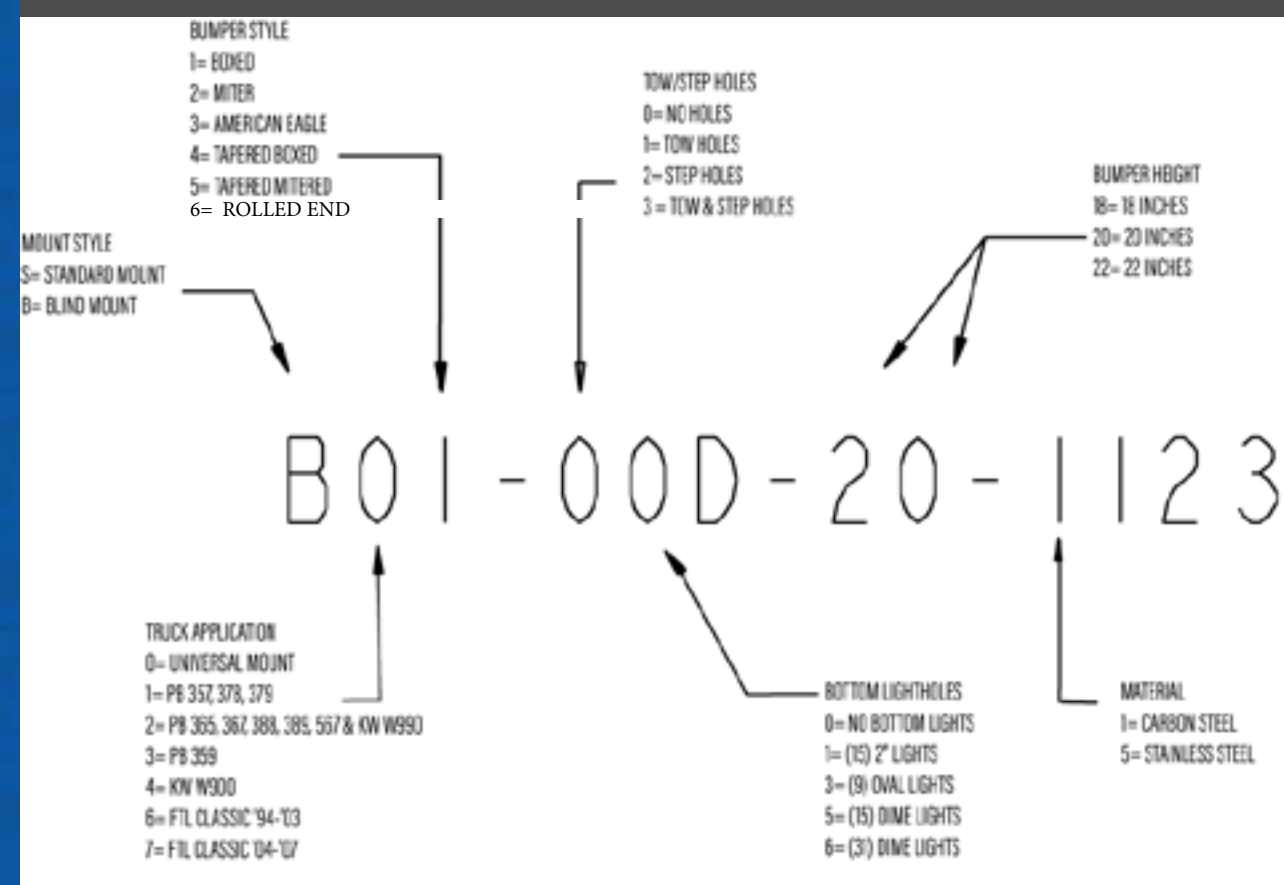 BUMPER STYLE
1= BOXED
2= MITER
3= AMERICAN EAGLE
4= TAPERED BOXED
5= TAPERED MITERED
6= ROLLED END
TOW/STEP HOLES
0= NO HOLES
1= TOW HOLES
2= STEP HOLES
3 = TOW & STEP HOLES
BUMPER HEIGHT
18= 18 INCHES
20= 20 INCHES
22= 22 INCHES
MOUNT STYLE
S= STANDARD MOUNT
B= BLIND MOUNT
B01-00D-20-1123
TRUCK APPLICATION
0= UNIVERSAL MOUNT
1= PB 357, 378, 379
2= PB 365, 367, 388, 389, 567 & KW W990
3= PB 359
4= KW W900
6= FTL CLASSIC '94-'03
7= FTL CLASSIC '04-'07
BOTTOM LIGHTHOLES
0= NO BOTTOM LIGHTS
1= (15) 2" LIGHTS
3= (9) OVAL LIGHTS
5= (15) DIME LIGHTS
6= (31) DIME LIGHTS
MATERIAL
1= CARBON STEEL
5= STAINLESS STEEL